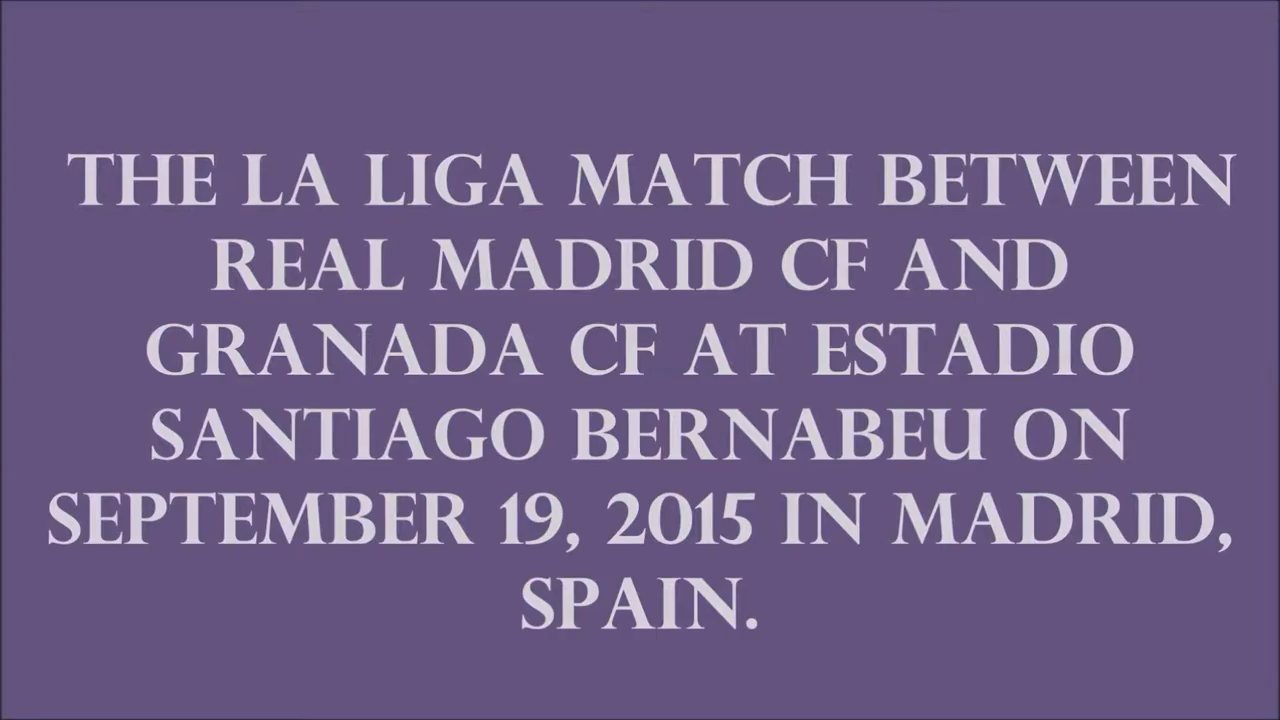 THE LA LIGA MATCH BETWEEN
REAL MADRID CF AND
GRANADA CF AT ESTADIO
SANTIAGO BERNABEU ON
SEPTEMBER 19, 2015 IN MADRID,
SPAIN.